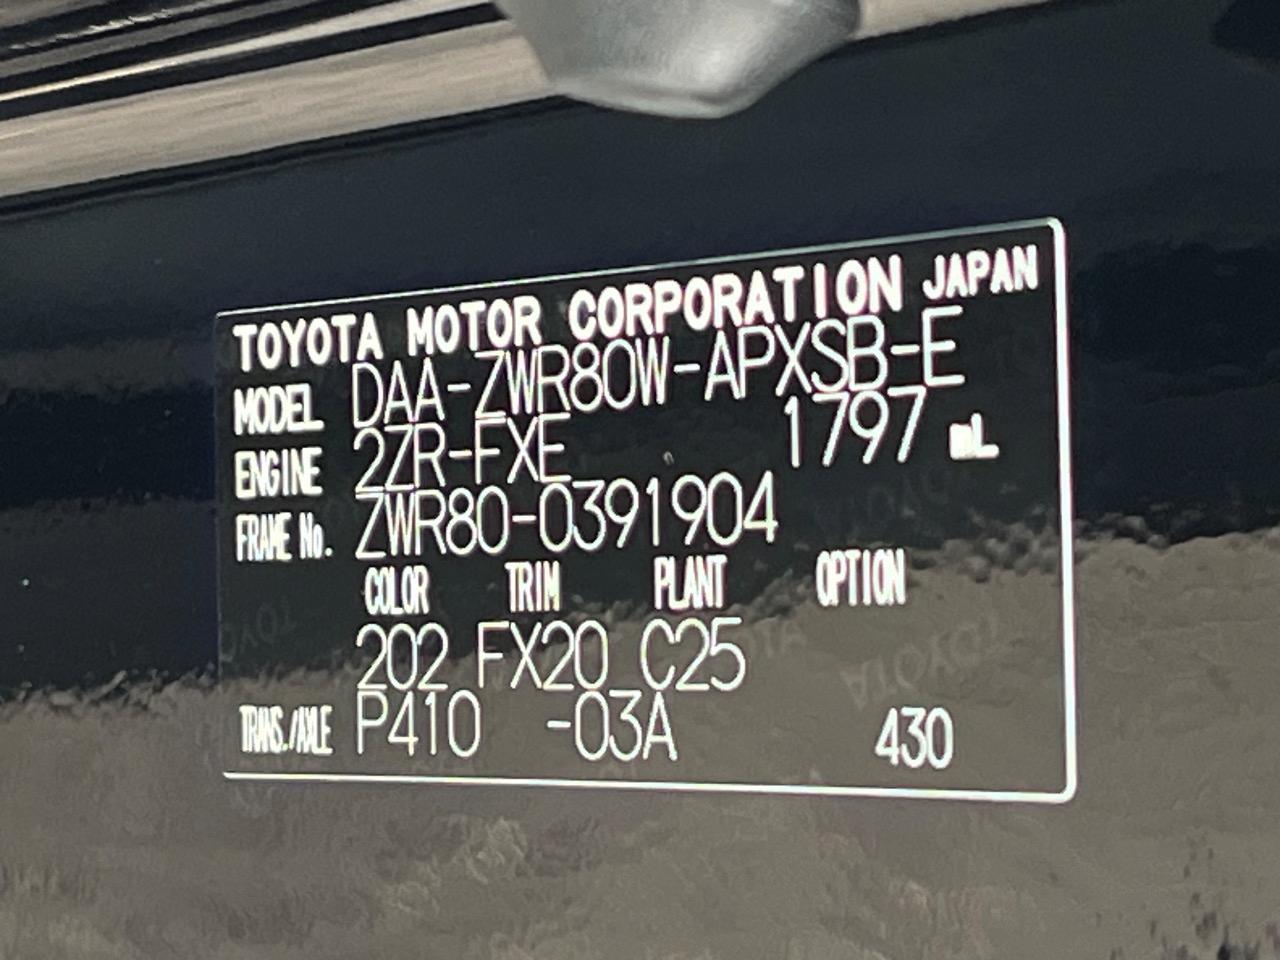 TOYOTA MOTOR CORPORATION JAPAN
MODEL DAA-ZWR80W-APXSB-E
ENGINE 2ZR-FXE 1797 mL
FRAME No. ZWR80-0391904
COLOR TRIM PLANT OPTION
202 FX20 C25
TRANS./AXLE P410 -03A 430